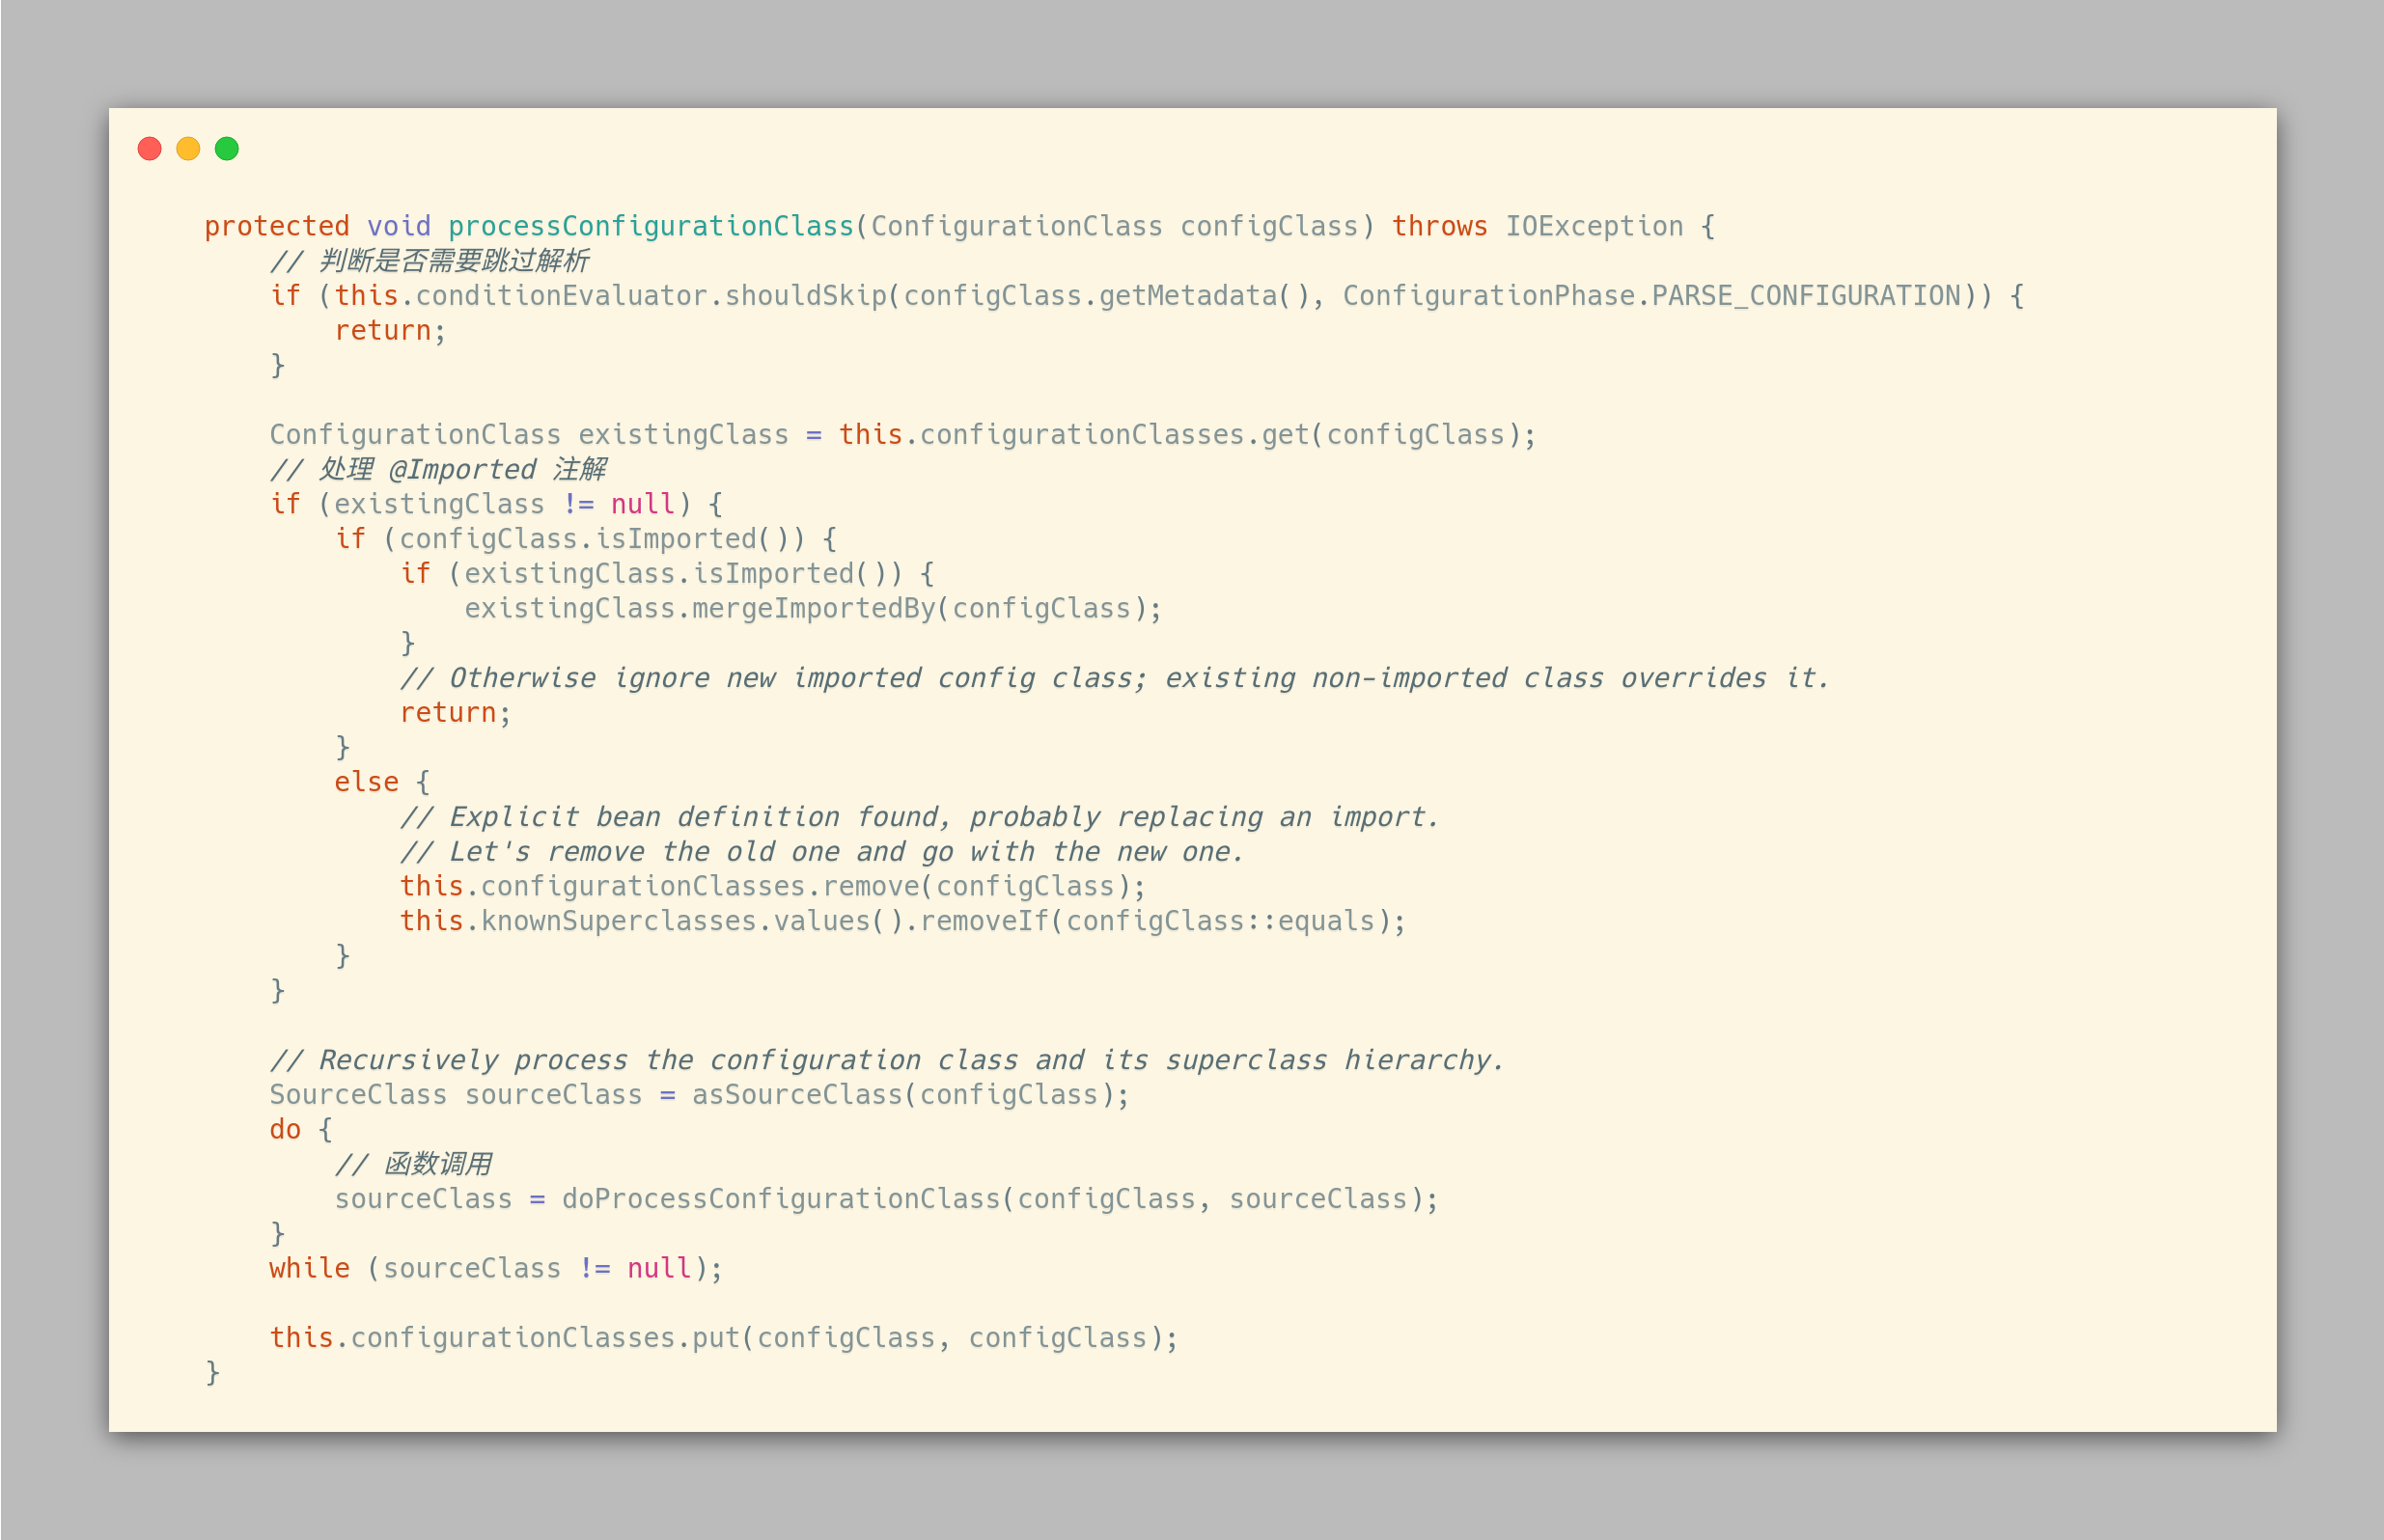 protected void processConfigurationClass(ConfigurationClass configClass) throws IOException {
    // 判断是否需要跳过解析
    if (this.conditionEvaluator.shouldSkip(configClass.getMetadata(), ConfigurationPhase.PARSE_CONFIGURATION)) {
        return;
    }

    ConfigurationClass existingClass = this.configurationClasses.get(configClass);
    // 处理 @Imported 注解
    if (existingClass != null) {
        if (configClass.isImported()) {
            if (existingClass.isImported()) {
                existingClass.mergeImportedBy(configClass);
            }
            // Otherwise ignore new imported config class; existing non-imported class overrides it.
            return;
        }
        else {
            // Explicit bean definition found, probably replacing an import.
            // Let's remove the old one and go with the new one.
            this.configurationClasses.remove(configClass);
            this.knownSuperclasses.values().removeIf(configClass::equals);
        }
    }

    // Recursively process the configuration class and its superclass hierarchy.
    SourceClass sourceClass = asSourceClass(configClass);
    do {
        // 函数调用
        sourceClass = doProcessConfigurationClass(configClass, sourceClass);
    }
    while (sourceClass != null);

    this.configurationClasses.put(configClass, configClass);
}